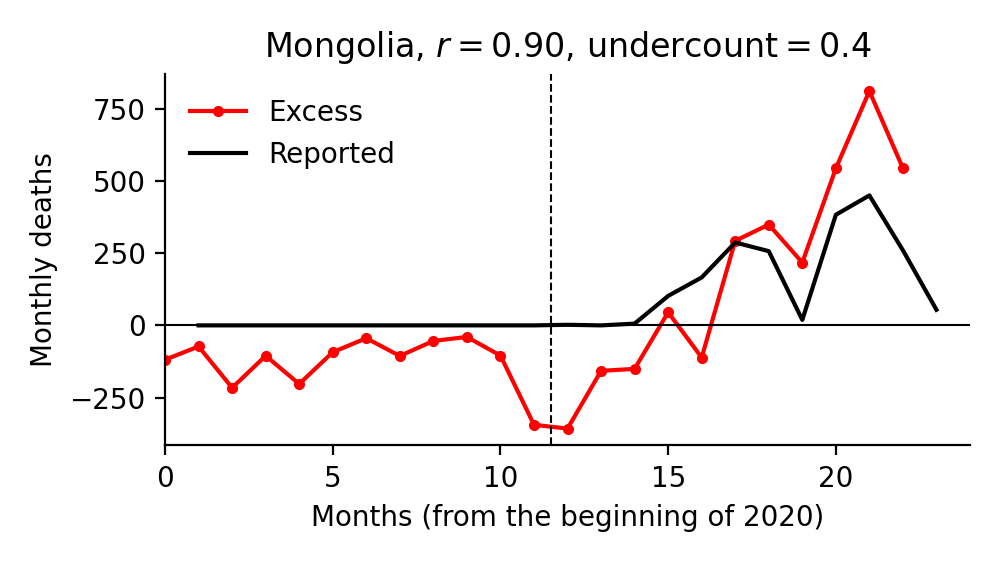 Mongolia, r = 0.90, undercount = 0.4
Excess
Reported
Monthly deaths
750
500
250
0
−250
0 5 10 15 20
Months (from the beginning of 2020)